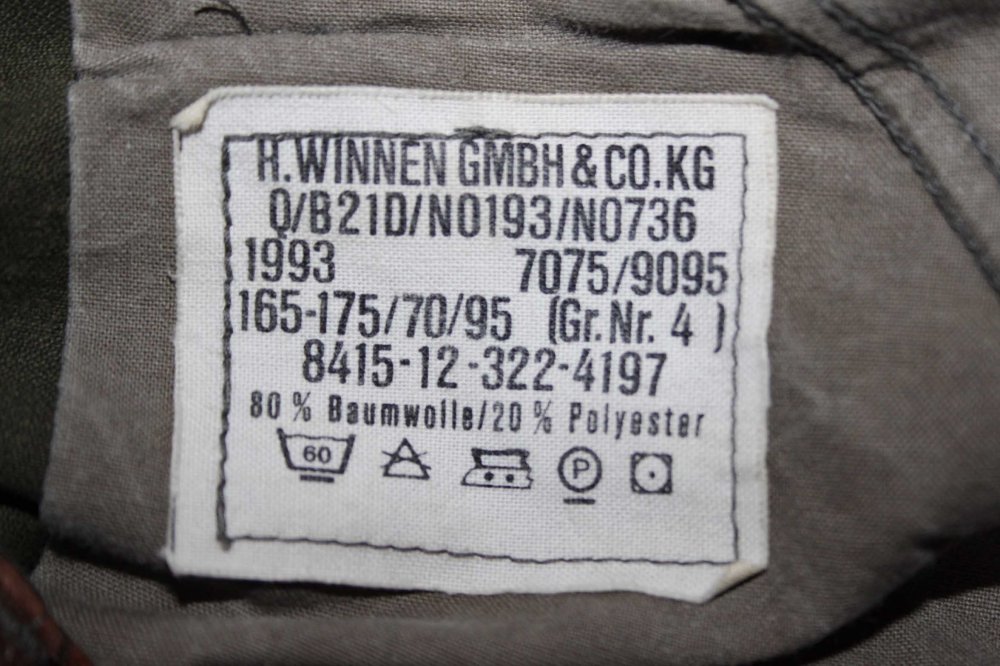 H.WINNEN GMBH & CO.KG
Q/B21D/N0193/N0736
1993 7075/9095
165-175/70/95 (Gr.Nr. 4 )
8415-12-322-4197
80 % Baumwolle/20 % Polyester
60 P